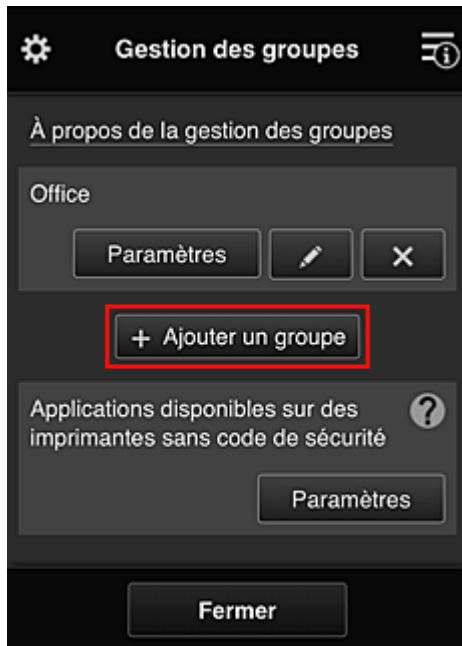 Gestion des groupes
À propos de la gestion des groupes
Office
Paramètres
+ Ajouter un groupe
Applications disponibles sur des
imprimantes sans code de sécurité
?
Paramètres
Fermer